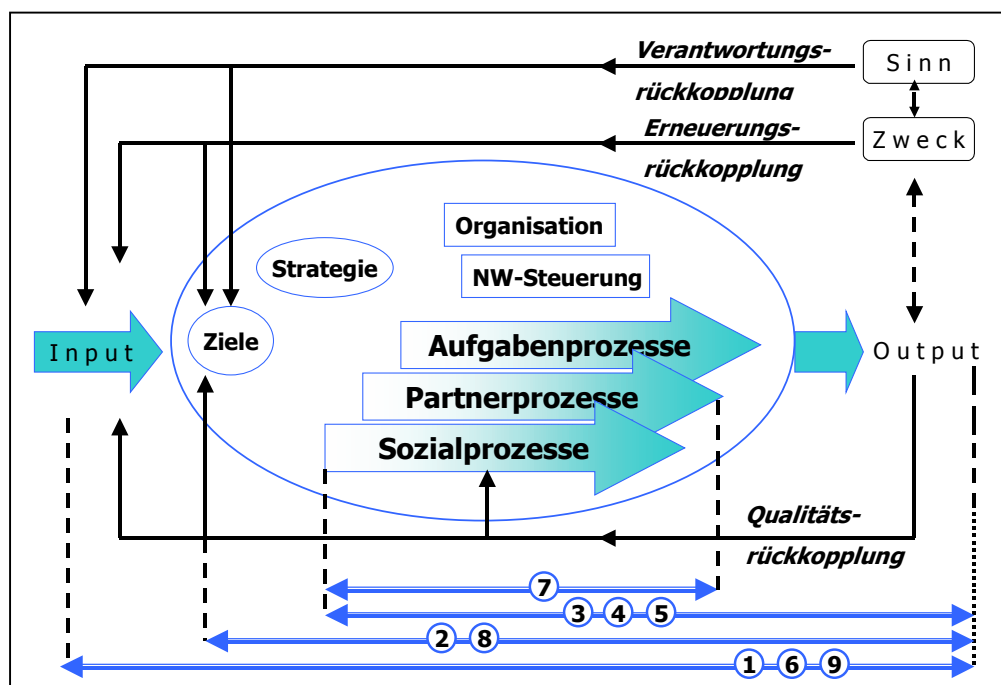 Verantwortungs-
rückkopplung
Sinn
Erneuerungs-
rückkopplung
Zweck
Organisation
Strategie
NW-Steuerung
Input
Ziele
Aufgabenprozesse
Output
Partnerprozesse
Sozialprozesse
Qualitäts-
rückkopplung
7
3 4 5
2 8
1 6 9